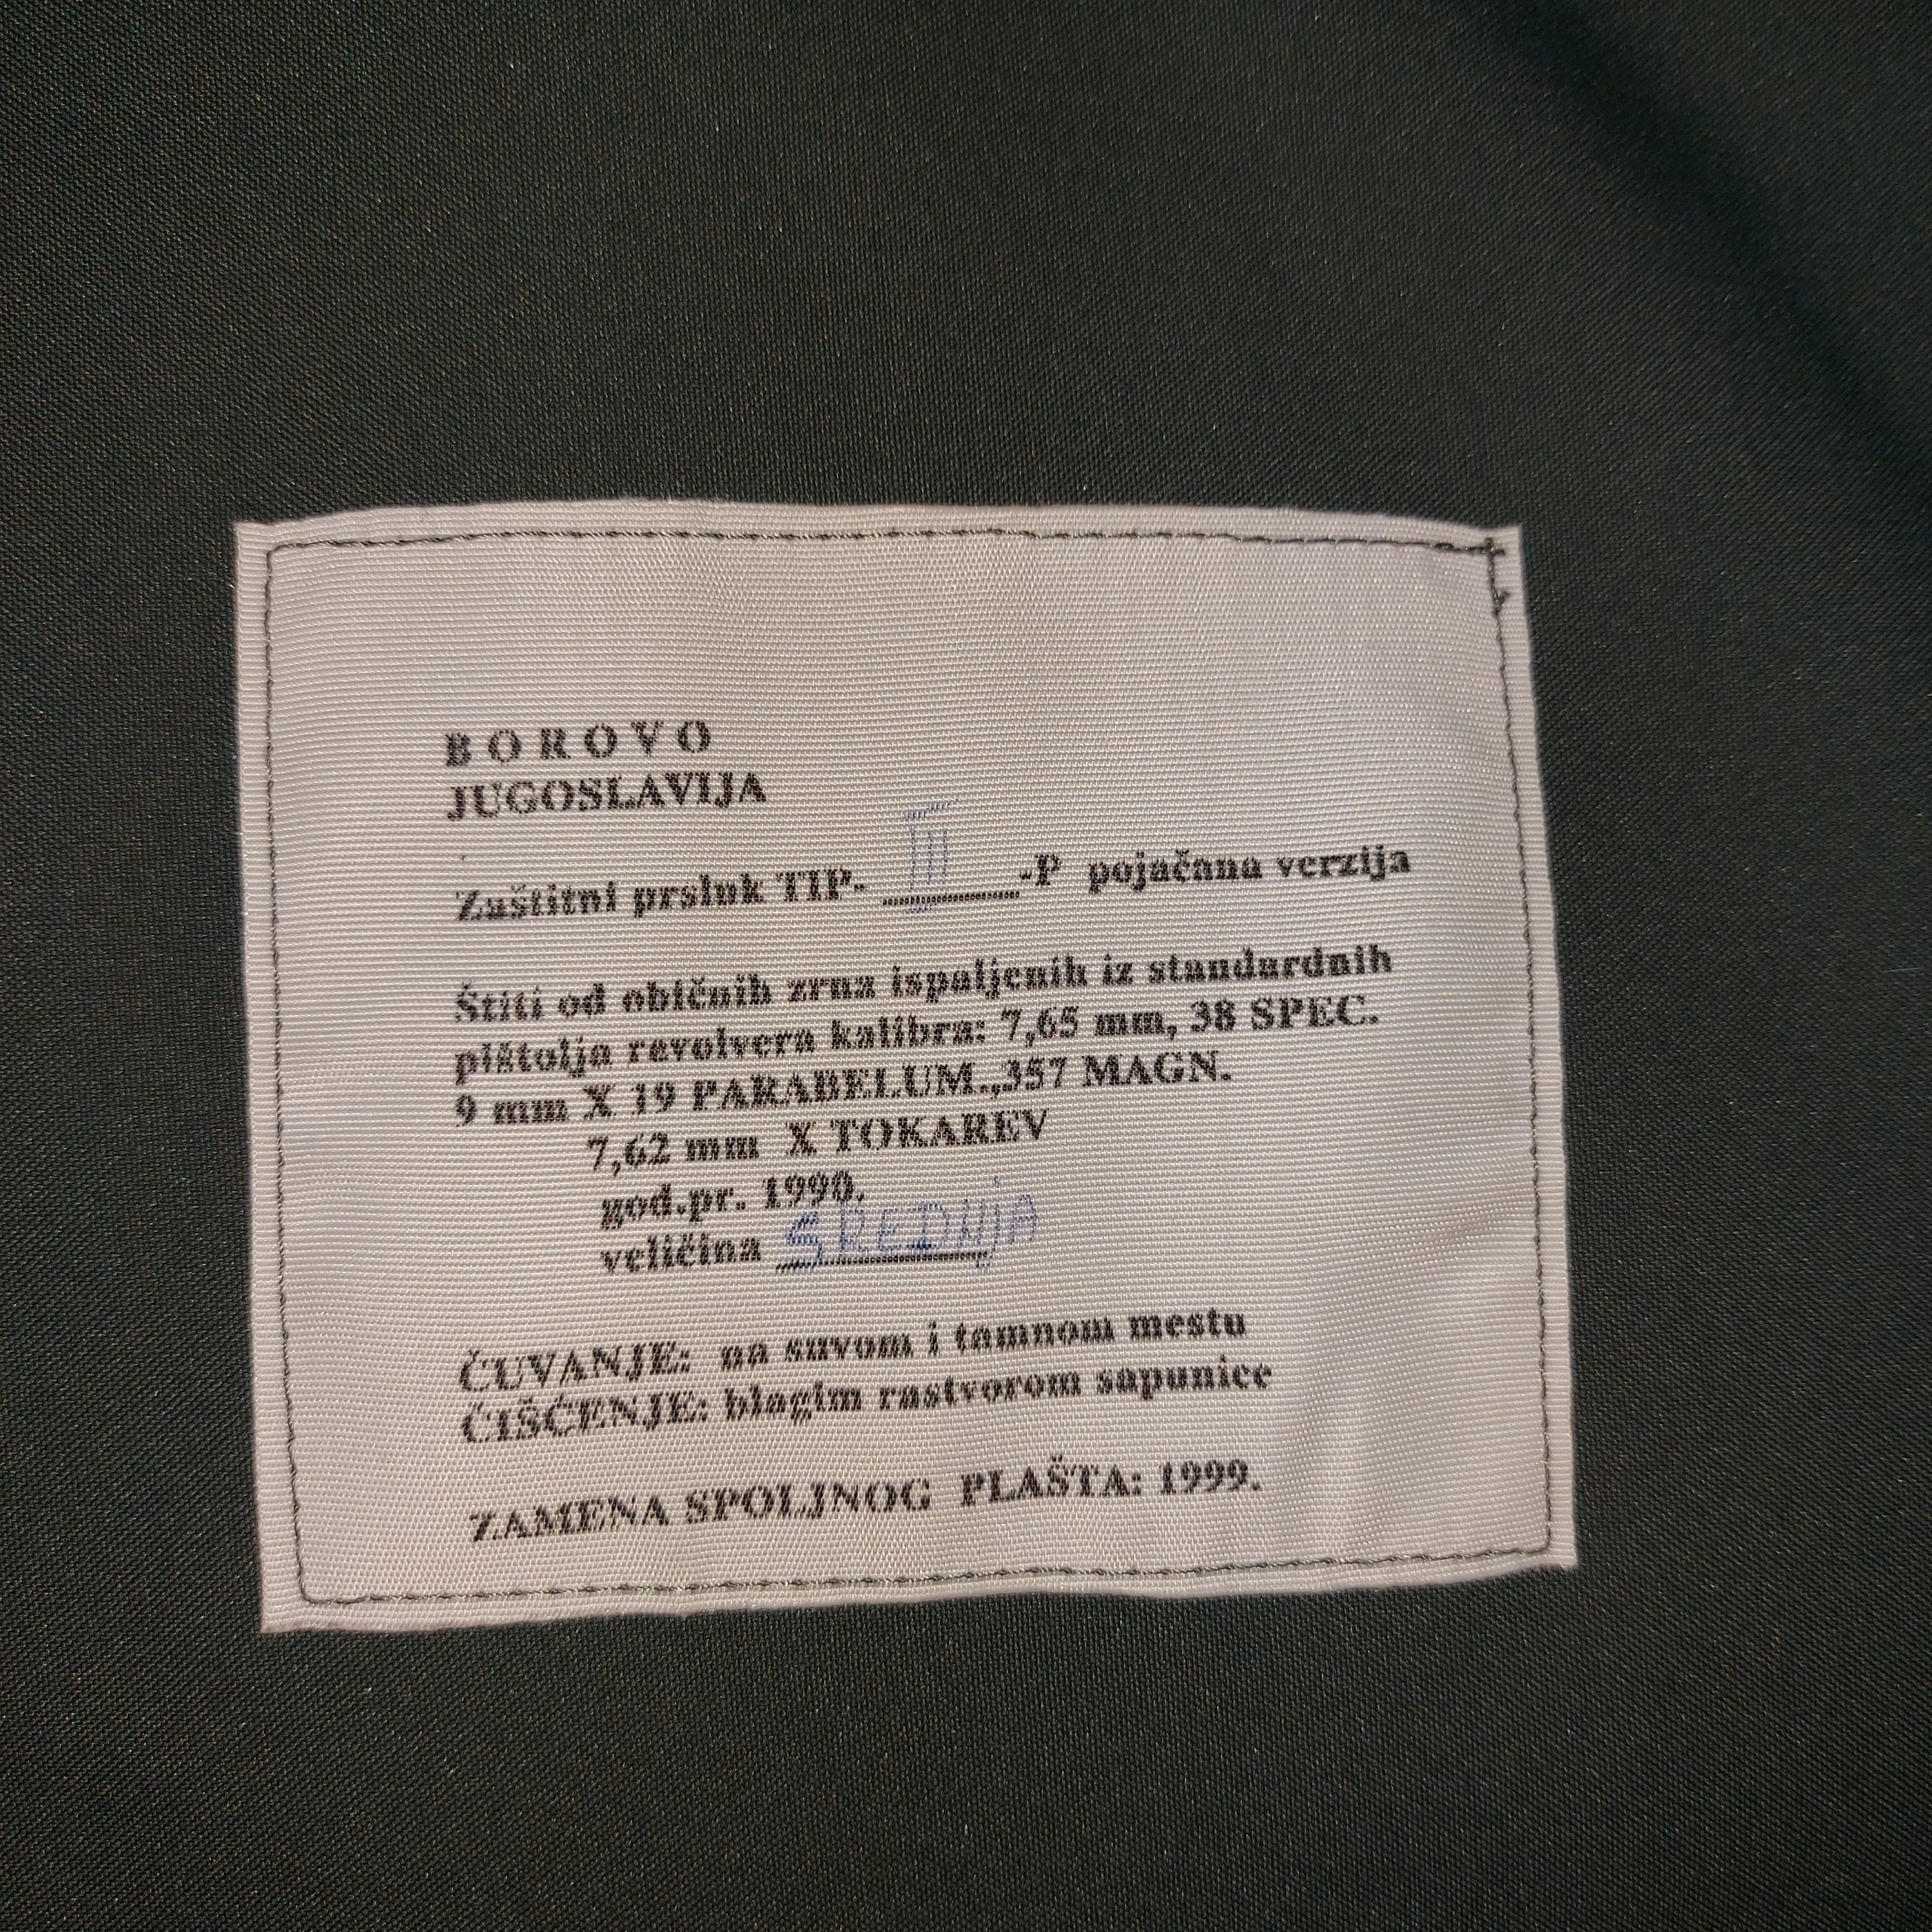 BOROVO
JUGOSLAVIJA
Zaštitni prsluk TIP- III -P pojačana verzija
Štiti od običnih zrna ispaljenih iz standardnih
pištolja revolvera kalibra: 7,65 mm, 38 SPEC.
9 mm X 19 PARABELUM.,357 MAGN.
7,62 mm X TOKAREV
god.pr. 1990.
veličina SREDNjA
ČUVANJE: na suvom i tamnom mestu
ČIŠĆENJE: blagim rastvorom sapunice
ZAMENA SPOLJNOG PLAŠTA: 1999.